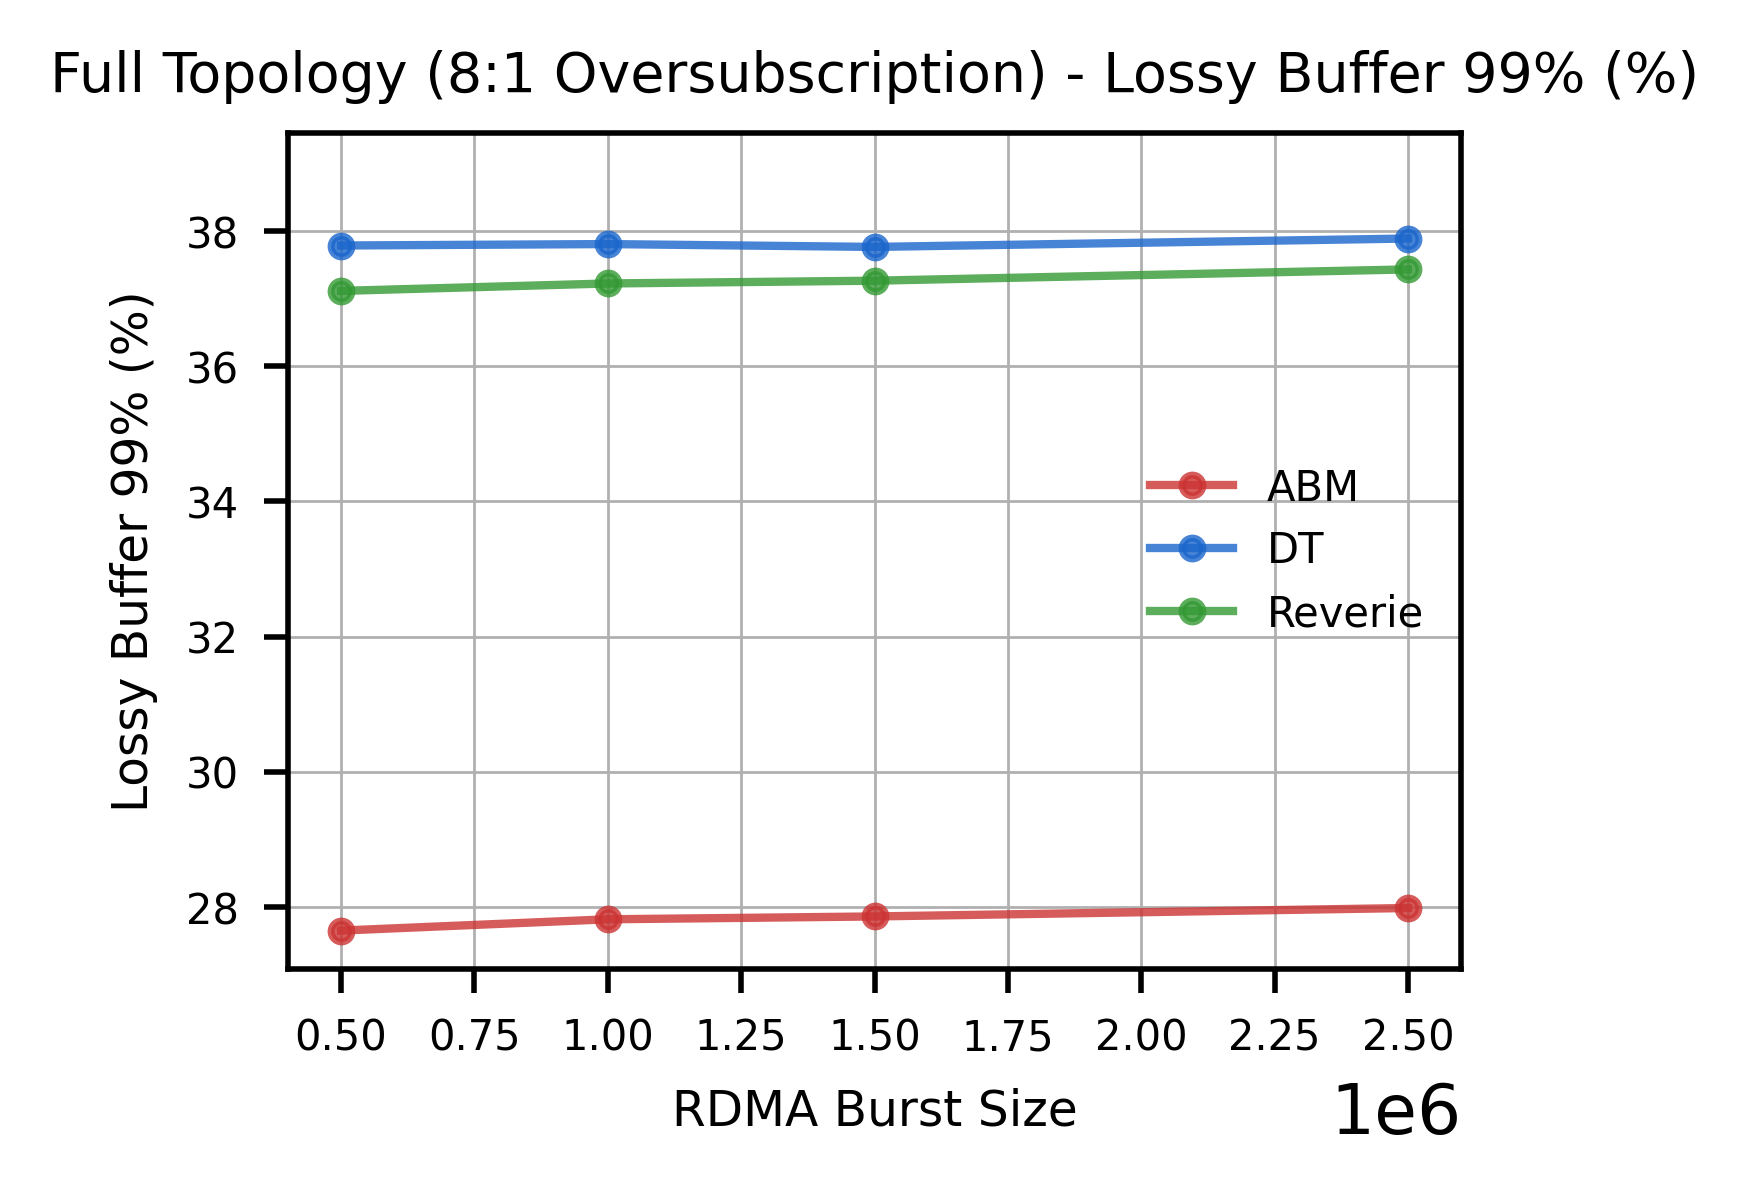 Full Topology (8:1 Oversubscription) - Lossy Buffer 99% (%)
Lossy Buffer 99% (%)
38
36
34
32
30
28
ABM
DT
Reverie
0.50 0.75 1.00 1.25 1.50 1.75 2.00 2.25 2.50
RDMA Burst Size
1e6